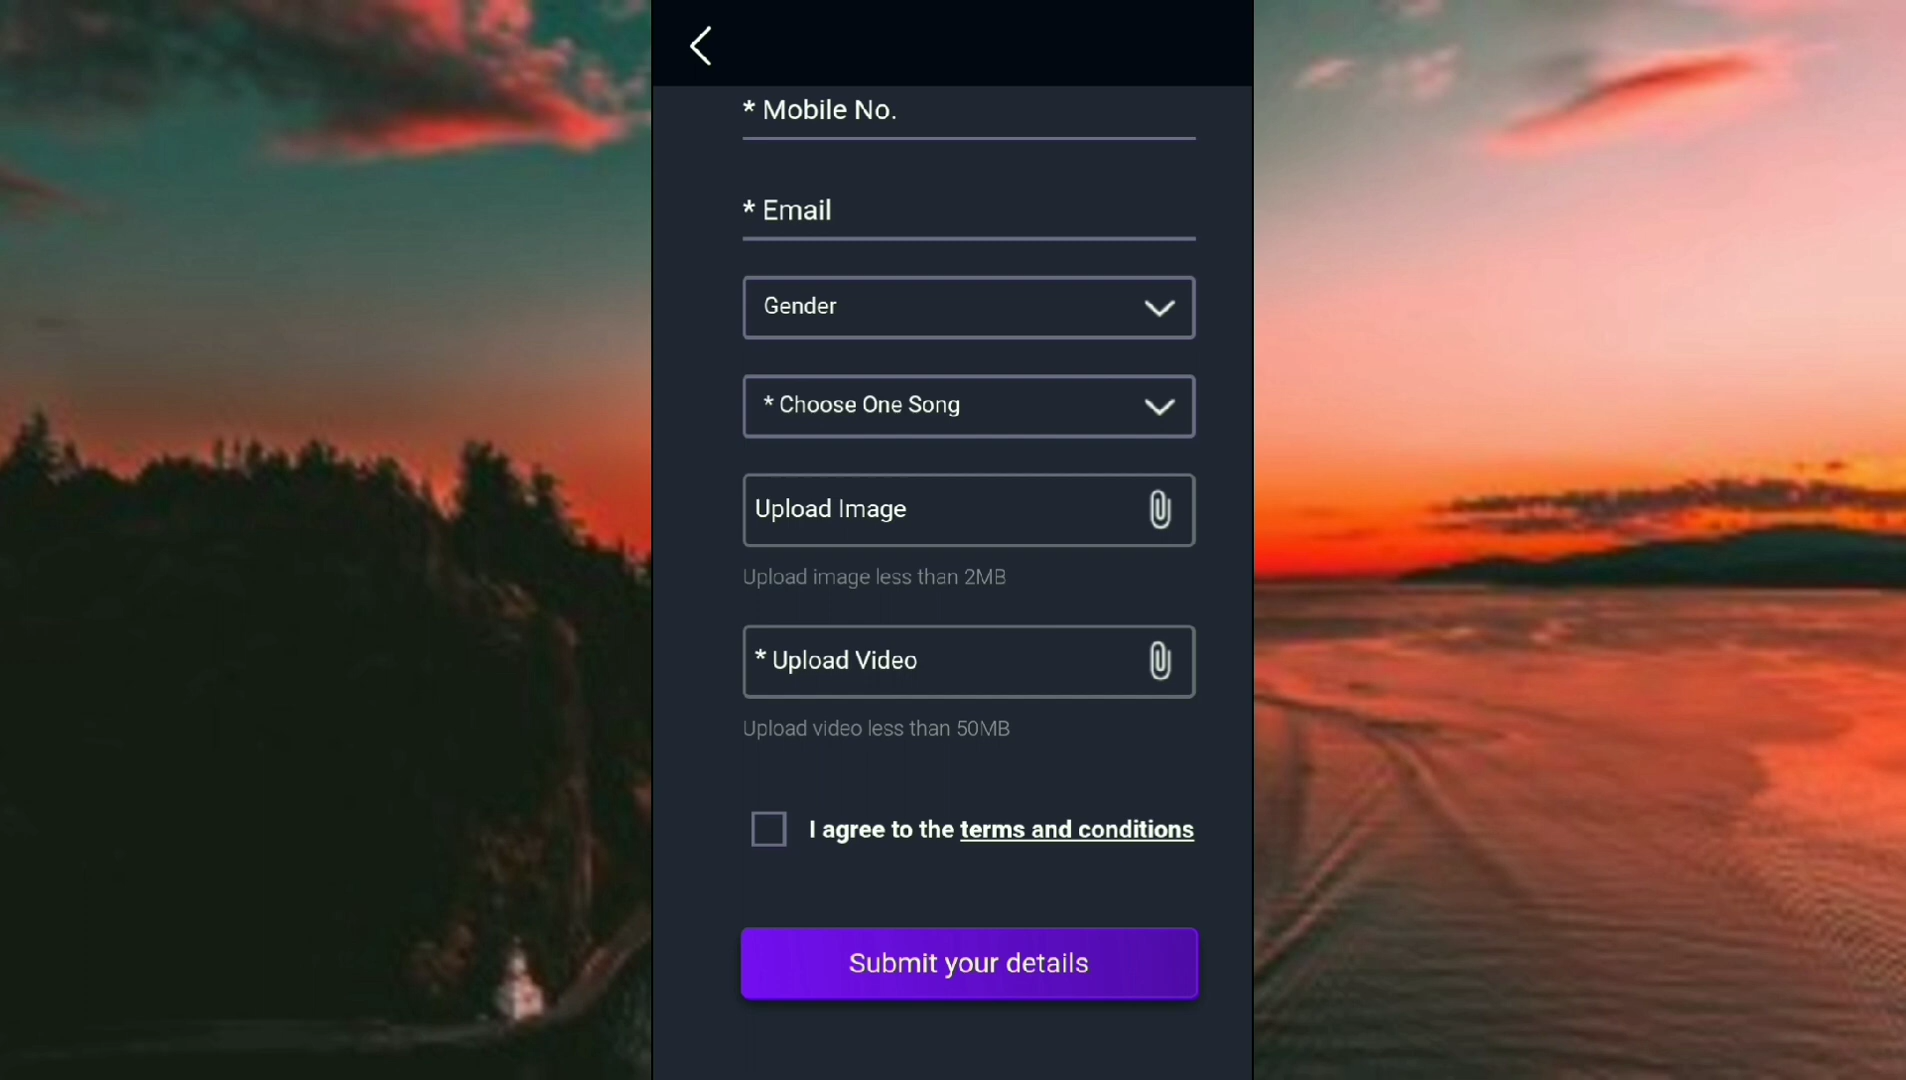 * Mobile No.
* Email
Gender
* Choose One Song
Upload Image
Upload image less than 2MB
* Upload Video
Upload video less than 50MB
I agree to the terms and conditions
Submit your details